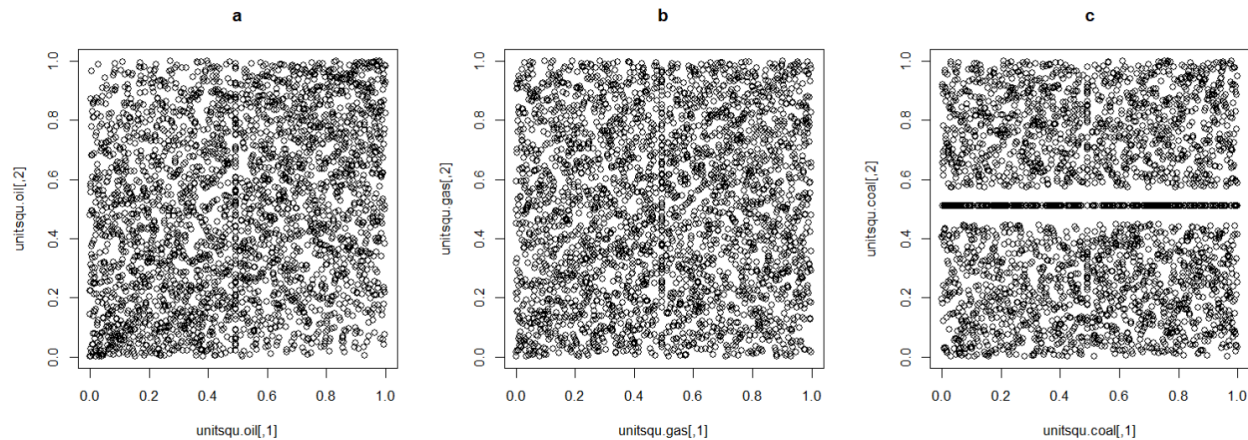 a
b
c
unitsqu.oil[,2]
1.0
0.8
0.6
0.4
0.2
0.0
0.0 0.2 0.4 0.6 0.8 1.0
unitsqu.oil[,1]
unitsqu.gas[,2]
1.0
0.8
0.6
0.4
0.2
0.0
0.0 0.2 0.4 0.6 0.8 1.0
unitsqu.gas[,1]
unitsqu.coal[,2]
1.0
0.8
0.6
0.4
0.2
0.0
0.0 0.2 0.4 0.6 0.8 1.0
unitsqu.coal[,1]